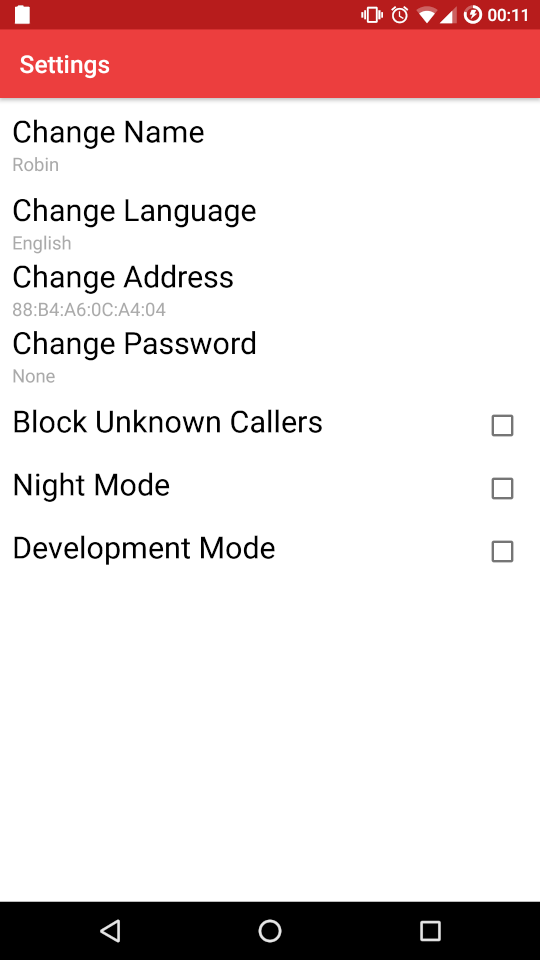 00:11
Settings
Change Name
Robin
Change Language
English
Change Address
88:B4:A6:0C:A4:04
Change Password
None
Block Unknown Callers
Night Mode
Development Mode